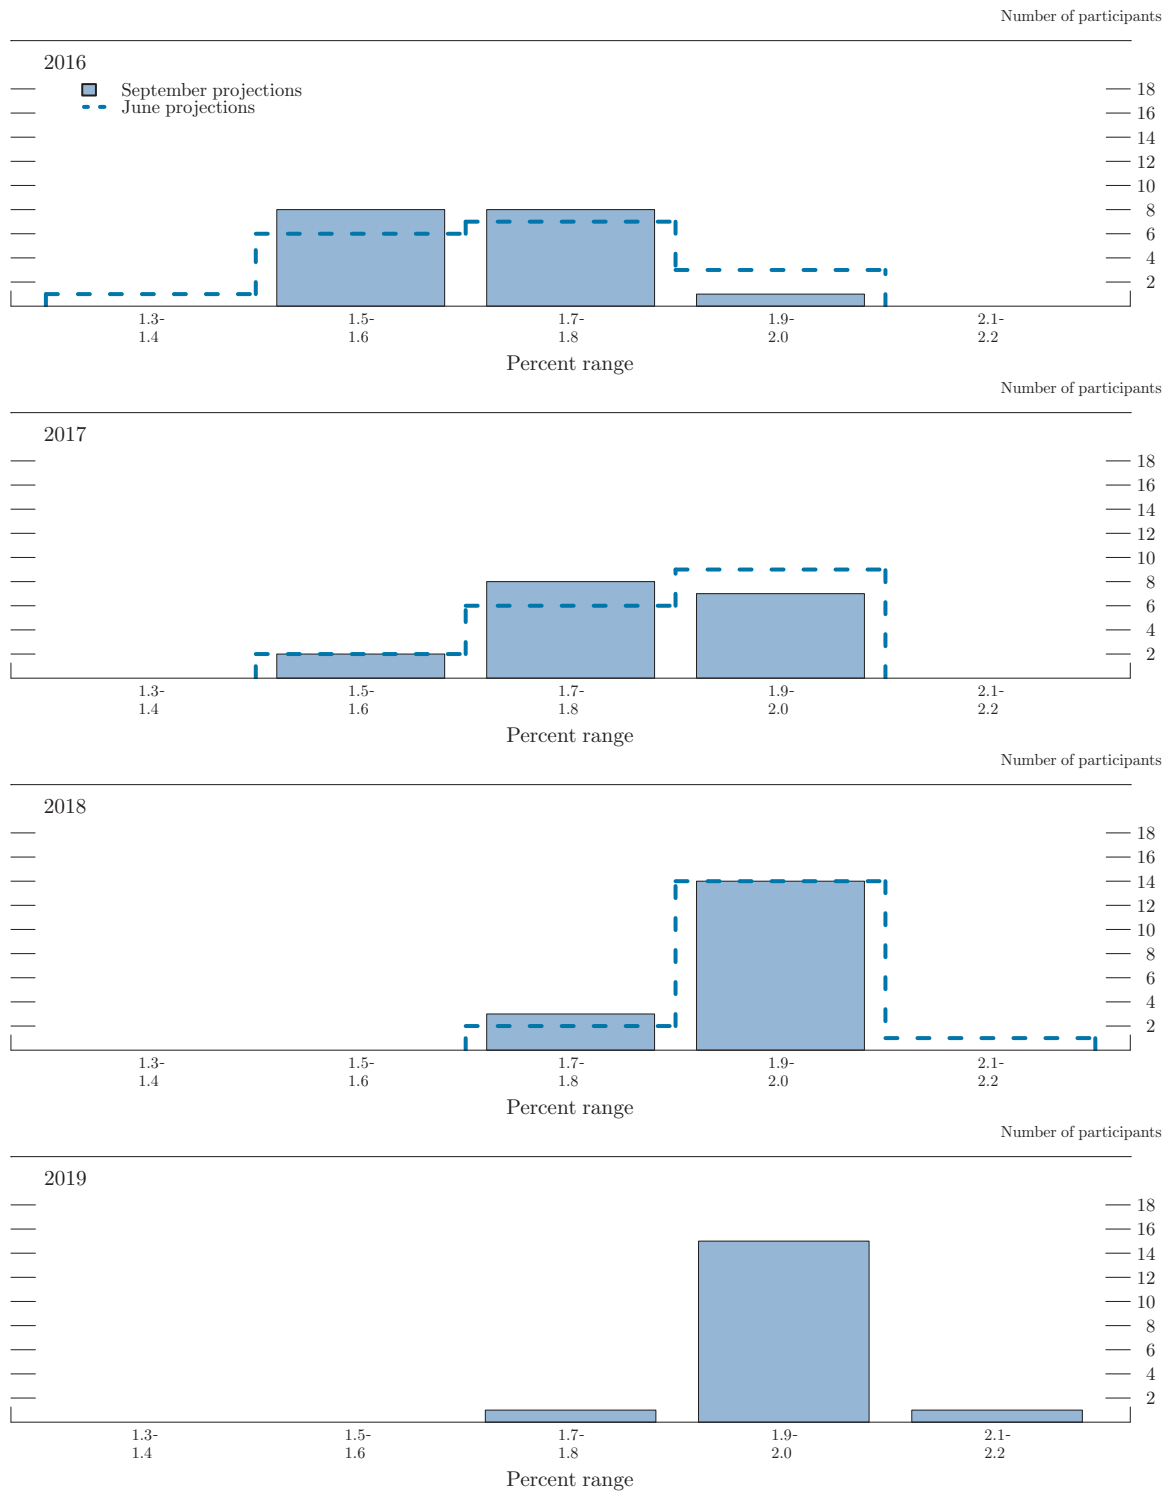 Number of participants
2016
September projections
June projections
18
16
14
12
10
8
6
4
2
1.3- 1.5- 1.7- 1.9- 2.1-
1.4 1.6 1.8 2.0 2.2
Percent range
Number of participants
2017
18
16
14
12
10
8
6
4
2
1.3- 1.5- 1.7- 1.9- 2.1-
1.4 1.6 1.8 2.0 2.2
Percent range
Number of participants
2018
18
16
14
12
10
8
6
4
2
1.3- 1.5- 1.7- 1.9- 2.1-
1.4 1.6 1.8 2.0 2.2
Percent range
Number of participants
2019
18
16
14
12
10
8
6
4
2
1.3- 1.5- 1.7- 1.9- 2.1-
1.4 1.6 1.8 2.0 2.2
Percent range